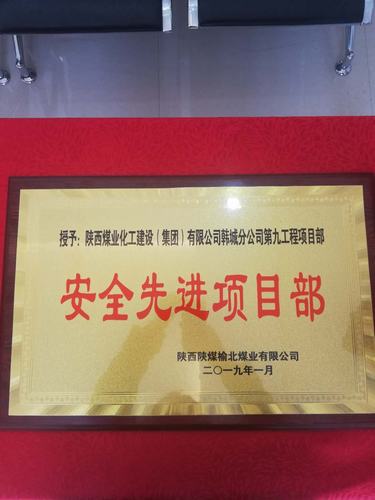 授予：陕西煤业化工建设（集团）有限公司韩城分公司第九工程项目部
安全先进项目部
陕西陕煤榆北煤业有限公司
二〇一九年一月